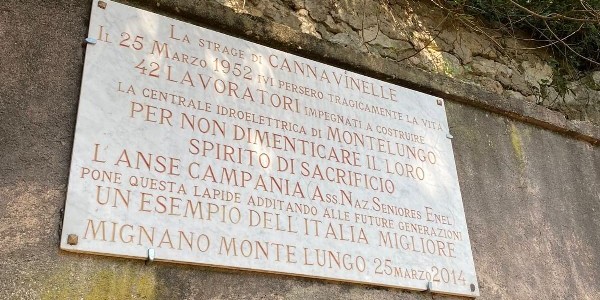 LA STRAGE DI CANNAVINELLE
IL 25 MARZO 1952 IVI PERSERO TRAGICAMENTE LA VITA
42 LAVORATORI IMPEGNATI A COSTRUIRE
LA CENTRALE IDROELETTRICA DI MONTELUNGO
PER NON DIMENTICARE IL LORO
SPIRITO DI SACRIFICIO
L'ANSE CAMPANIA (ASS. NAZ. SENIORES ENEL)
PONE QUESTA LAPIDE ADDITANDO ALLE FUTURE GENERAZIONI
UN ESEMPIO DELL'ITALIA MIGLIORE
MIGNANO MONTE LUNGO, 25 MARZO 2014